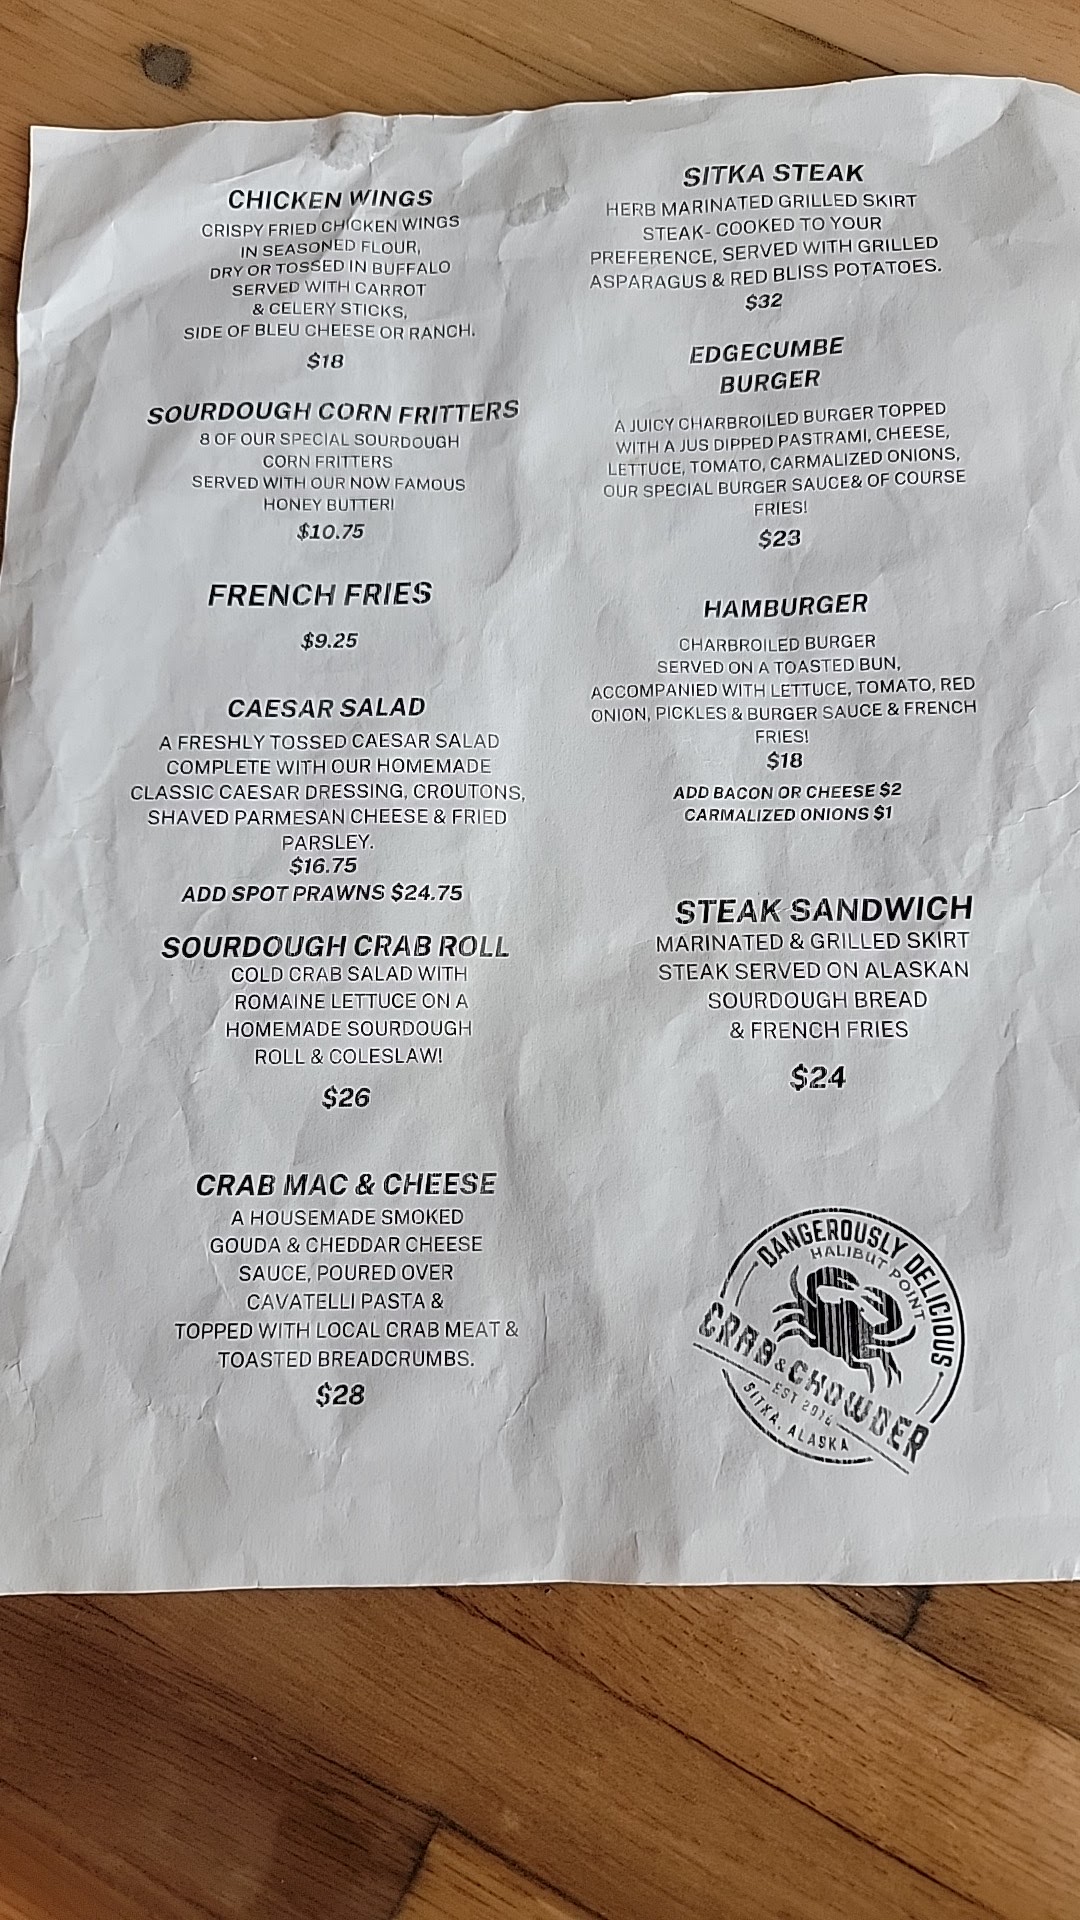 CHICKEN WINGS
CRISPY FRIED CHICKEN WINGS
IN SEASONED FLOUR,
DRY OR TOSSED IN BUFFALO
SERVED WITH CARROT
& CELERY STICKS,
SIDE OF BLEU CHEESE OR RANCH.
$18
SOURDOUGH CORN FRITTERS
8 OF OUR SPECIAL SOURDOUGH
CORN FRITTERS
SERVED WITH OUR NOW FAMOUS
HONEY BUTTER!
$10.75
FRENCH FRIES
$9.25
CAESAR SALAD
A FRESHLY TOSSED CAESAR SALAD
COMPLETE WITH OUR HOMEMADE
CLASSIC CAESAR DRESSING, CROUTONS,
SHAVED PARMESAN CHEESE & FRIED
PARSLEY.
$16.75
ADD SPOT PRAWNS $24.75
SOURDOUGH CRAB ROLL
COLD CRAB SALAD WITH
ROMAINE LETTUCE ON A
HOMEMADE SOURDOUGH
ROLL & COLESLAW!
$26
CRAB MAC & CHEESE
A HOUSEMADE SMOKED
GOUDA & CHEDDAR CHEESE
SAUCE, POURED OVER
CAVATELLI PASTA &
TOPPED WITH LOCAL CRAB MEAT &
TOASTED BREADCRUMBS.
$28
SITKA STEAK
HERB MARINATED GRILLED SKIRT
STEAK- COOKED TO YOUR
PREFERENCE, SERVED WITH GRILLED
ASPARAGUS & RED BLISS POTATOES.
$32
EDGECUMBE
BURGER
A JUICY CHARBROILED BURGER TOPPED
WITH A JUS DIPPED PASTRAMI, CHEESE,
LETTUCE, TOMATO, CARMALIZED ONIONS,
OUR SPECIAL BURGER SAUCE& OF COURSE
FRIES!
$23
HAMBURGER
CHARBROILED BURGER
SERVED ON A TOASTED BUN,
ACCOMPANIED WITH LETTUCE, TOMATO, RED
ONION, PICKLES & BURGER SAUCE & FRENCH
FRIES!
$18
ADD BACON OR CHEESE $2
CARMALIZED ONIONS $1
STEAK SANDWICH
MARINATED & GRILLED SKIRT
STEAK SERVED ON ALASKAN
SOURDOUGH BREAD
& FRENCH FRIES
$24
DANGEROUSLY DELICIOUS
HALIBUT POINT
CRAB & CHOWDER
EST
SITKA, ALASKA